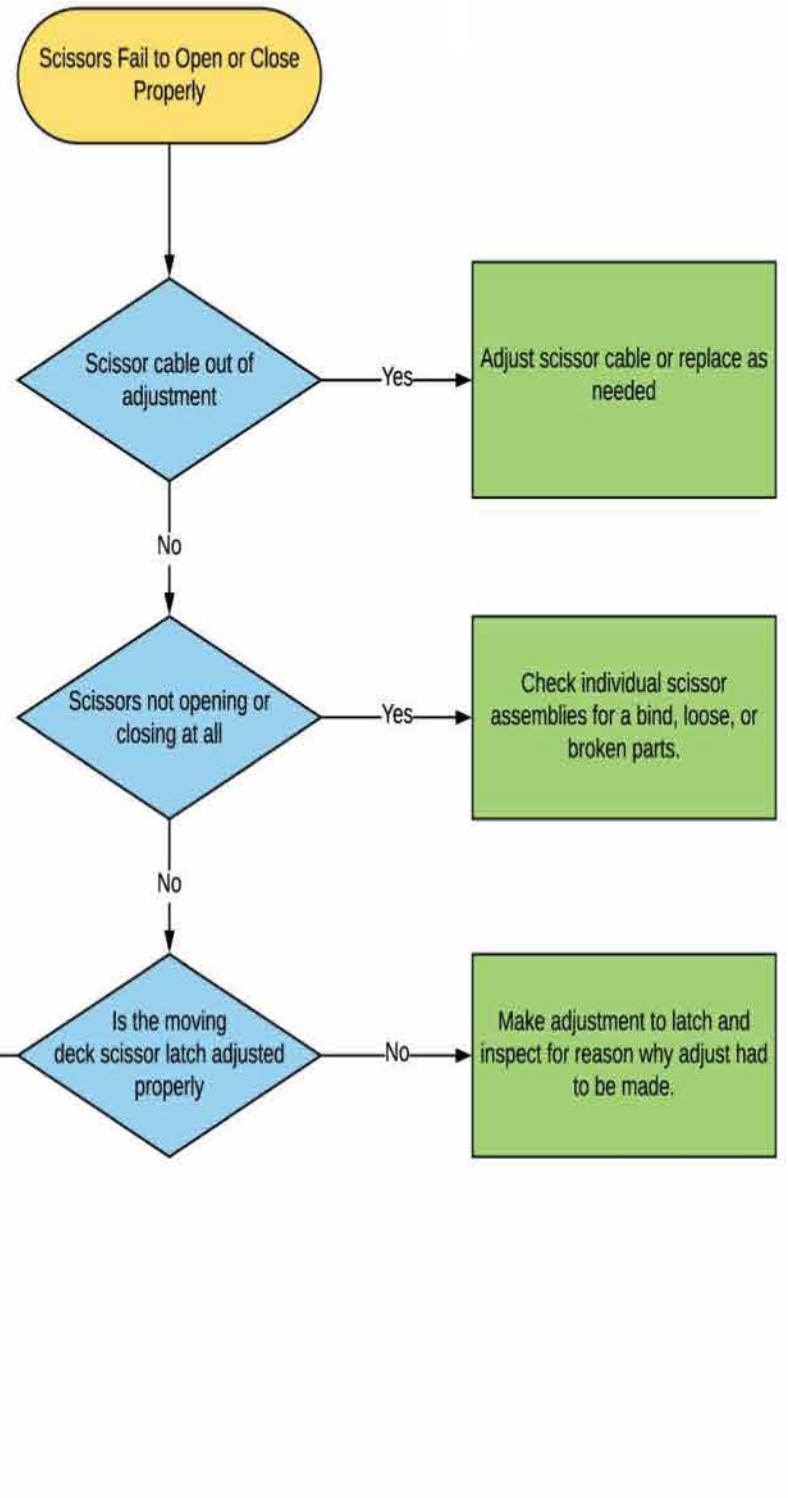 Scissors Fail to Open or Close
Properly
Scissor cable out of
adjustment
Yes
Adjust scissor cable or replace as
needed
No
Scissors not opening or
closing at all
Yes
Check individual scissor
assemblies for a bind, loose, or
broken parts.
No
Is the moving
deck scissor latch adjusted
properly
No
Make adjustment to latch and
inspect for reason why adjust had
to be made.